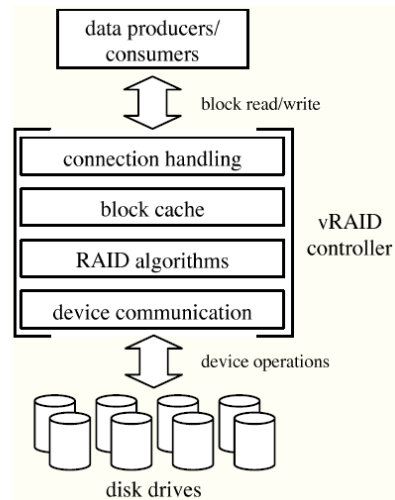 data producers/
consumers
block read/write
connection handling
block cache
RAID algorithms
device communication
vRAID
controller
device operations
disk drives